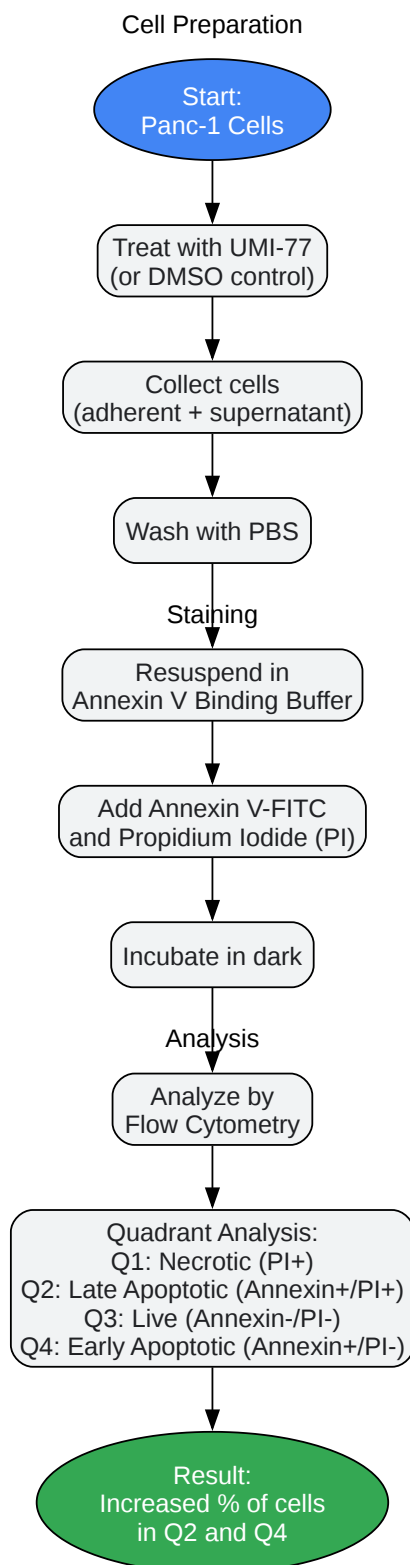 Cell Preparation
Start:
Panc-1 Cells
Treat with UMI-77
(or DMSO control)
Collect cells
(adherent + supernatant)
Wash with PBS
Staining
Resuspend in
Annexin V Binding Buffer
Add Annexin V-FITC
and Propidium Iodide (PI)
Incubate in dark
Analysis
Analyze by
Flow Cytometry
Quadrant Analysis:
Q1: Necrotic (PI+)
Q2: Late Apoptotic (Annexin+/PI+)
Q3: Live (Annexin-/PI-)
Q4: Early Apoptotic (Annexin+/PI-)
Result:
Increased % of cells
in Q2 and Q4